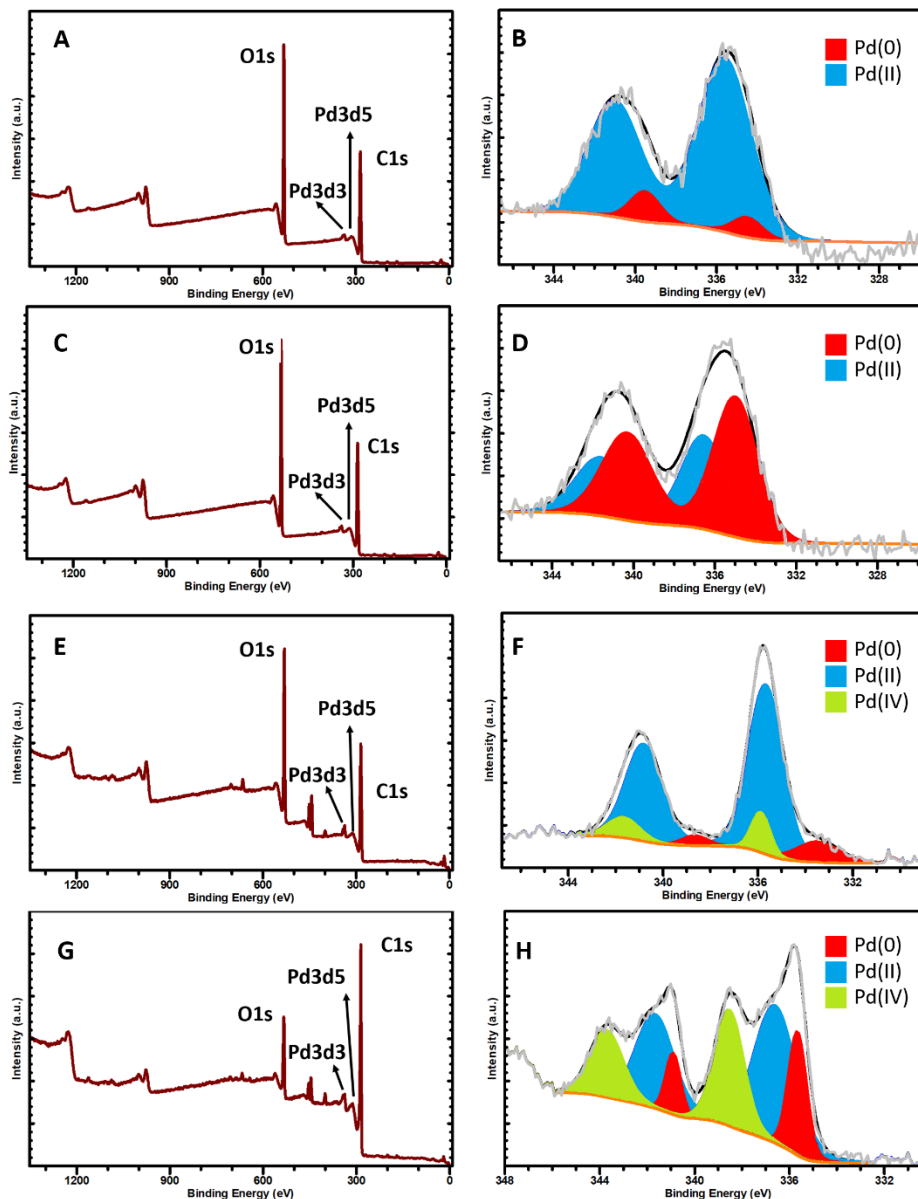 A
O1s
Pd3d5
C1s
Pd3d3
Intensity (a.u.)
1200 900 600 300 0
Binding Energy (eV)
B
Pd(0)
Pd(II)
Intensity (a.u.)
344 340 336 332 328
Binding Energy (eV)
C
O1s
Pd3d5
C1s
Pd3d3
Intensity (a.u.)
1200 900 600 300 0
Binding Energy (eV)
D
Pd(0)
Pd(II)
Intensity (a.u.)
344 340 336 332 328
Binding Energy (eV)
E
O1s
Pd3d5
Pd3d3
C1s
Intensity (a.u.)
1200 900 600 300 0
Binding Energy (eV)
F
Pd(0)
Pd(II)
Pd(IV)
Intensity (a.u.)
344 340 336 332
Binding Energy (eV)
G
C1s
Pd3d5
O1s
Pd3d3
Intensity (a.u.)
1200 900 600 300 0
Binding Energy (eV)
H
Pd(0)
Pd(II)
Pd(IV)
Intensity (a.u.)
348 344 340 336 332
Binding Energy (eV)